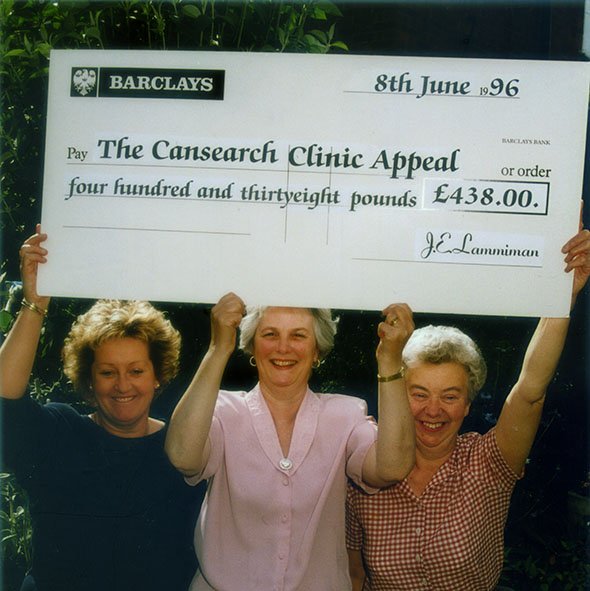 BARCLAYS
8th June 1996
BARCLAYS BANK
Pay The Cansearch Clinic Appeal or order
four hundred and thirtyeight pounds £438.00.
J.E.Lammiman